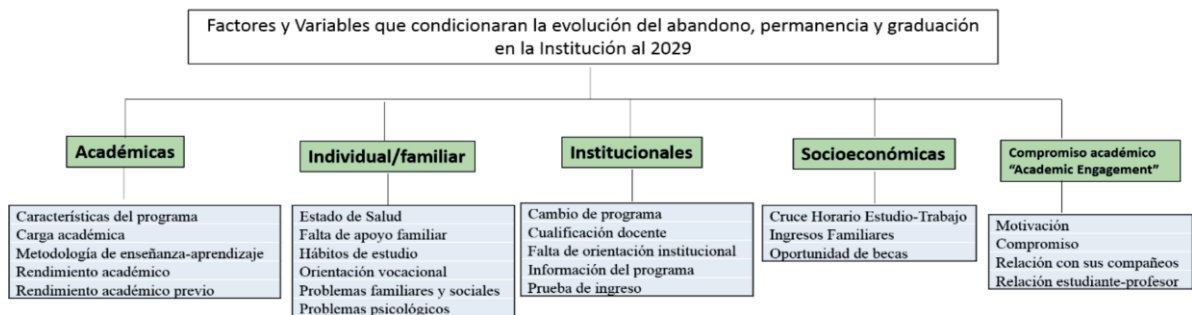 Factores y Variables que condicionaran la evolución del abandono, permanencia y graduación
en la Institución al 2029
Académicas
Características del programa
Carga académica
Metodología de enseñanza-aprendizaje
Rendimiento académico
Rendimiento académico previo
Individual/familiar
Estado de Salud
Falta de apoyo familiar
Hábitos de estudio
Orientación vocacional
Problemas familiares y sociales
Problemas psicológicos
Institucionales
Cambio de programa
Cualificación docente
Falta de orientación institucional
Información del programa
Prueba de ingreso
Socioeconómicas
Cruce Horario Estudio-Trabajo
Ingresos Familiares
Oportunidad de becas
Compromiso académico
"Academic Engagement"
Motivación
Compromiso
Relación con sus compañeos
Relación estudiante-profesor